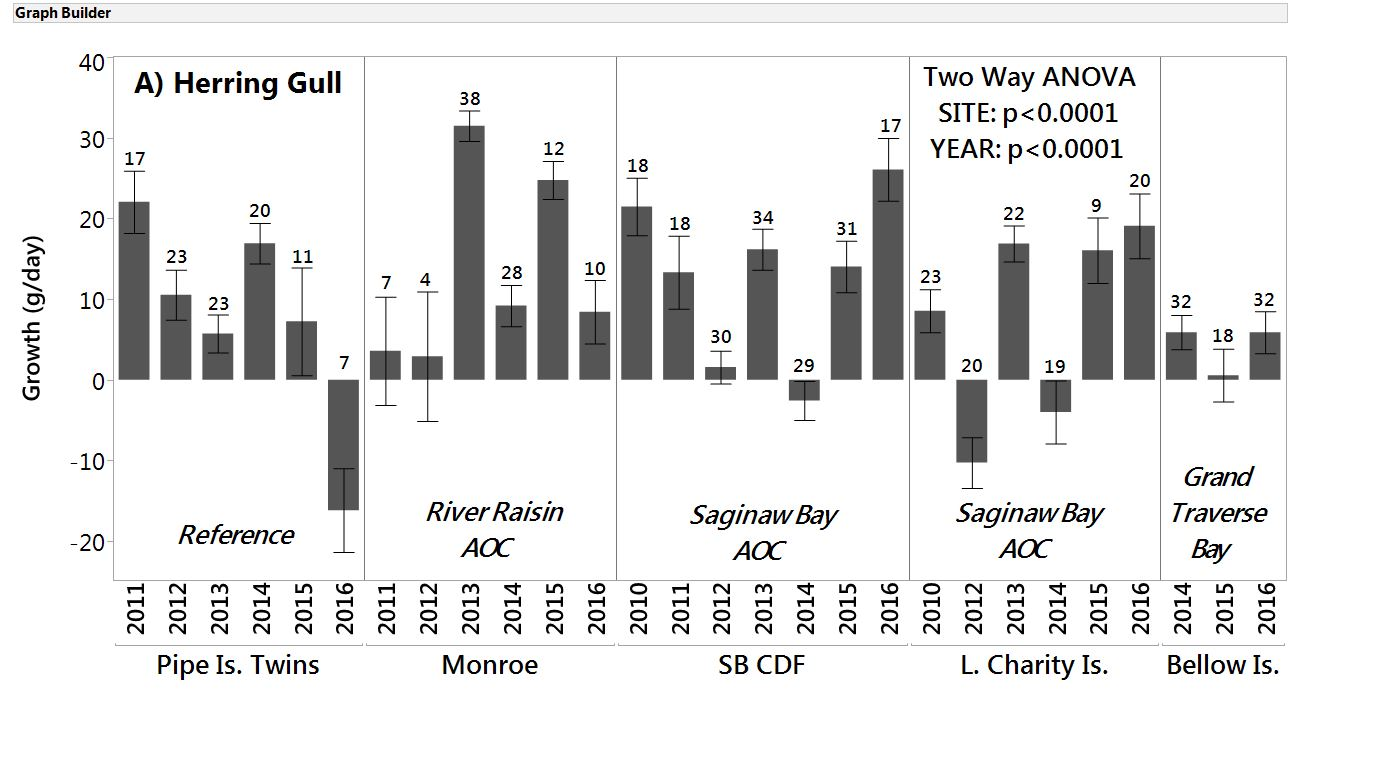 Graph Builder
A) Herring Gull
Two Way ANOVA
SITE: p<0.0001
YEAR: p<0.0001
Growth (g/day)
40
30
20
10
0
-10
-20
17 23 23 20 11 7
7 4 38 28 12 10
18 18 30 34 29 31 17
23 20 22 19 9 20
32 18 32
Reference
River Raisin
AOC
Saginaw Bay
AOC
Saginaw Bay
AOC
Grand
Traverse
Bay
2011 2012 2013 2014 2015 2016
2011 2012 2013 2014 2015 2016
2010 2011 2012 2013 2014 2015 2016
2010 2012 2013 2014 2015 2016
2014 2015 2016
Pipe Is. Twins
Monroe
SB CDF
L. Charity Is.
Bellow Is.